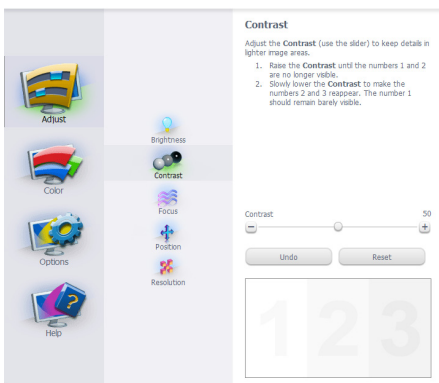 Adjust
Color
Options
Help
Brightness
Contrast
Focus
Position
Resolution
Contrast
Adjust the Contrast (use the slider) to keep details in
lighter image areas.
1. Raise the Contrast until the numbers 1 and 2
are no longer visible.
2. Slowly lower the Contrast to make the
numbers 2 and 3 reappear. The number 1
should remain barely visible.
Contrast 50
Undo Reset
1 2 3